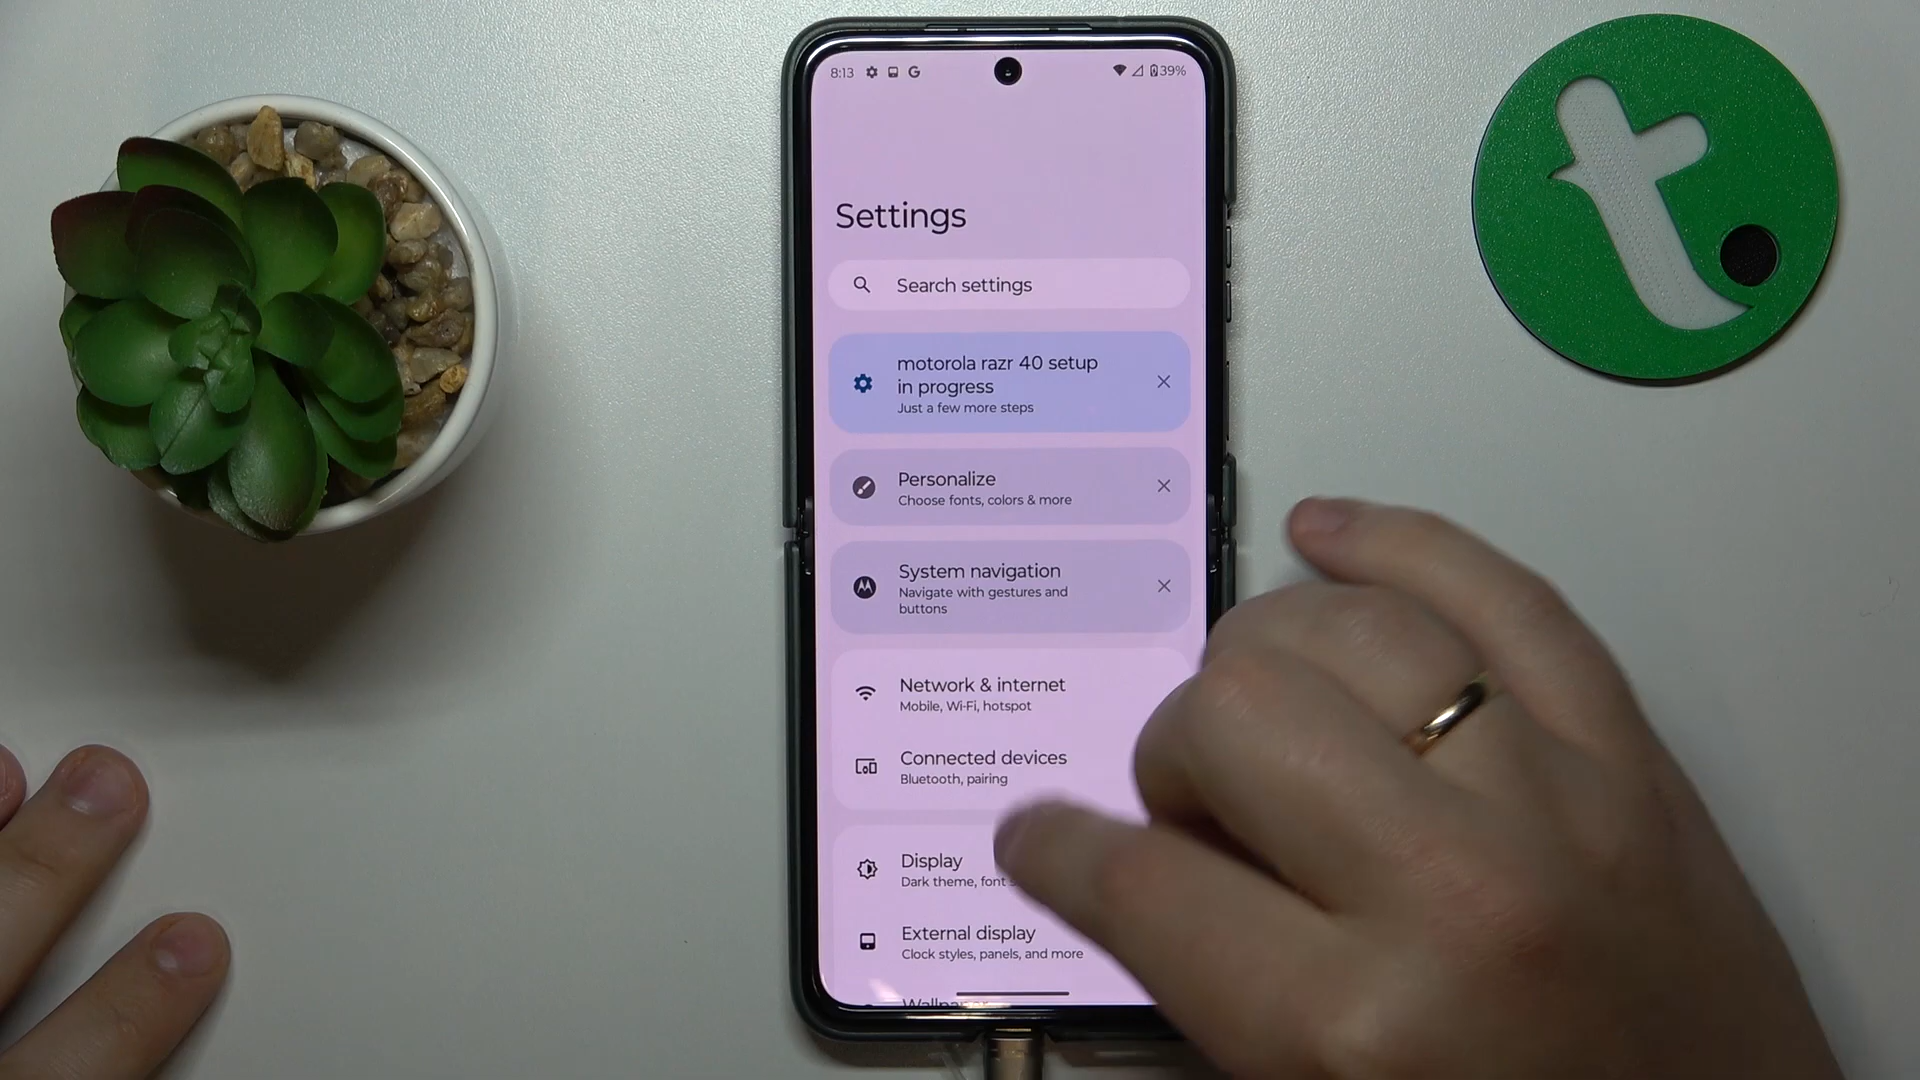 8:13 G 39%
Settings
Search settings
motorola razr 40 setup
in progress
Just a few more steps
Personalize
Choose fonts, colors & more
System navigation
Navigate with gestures and
buttons
Network & internet
Mobile, Wi-Fi, hotspot
Connected devices
Bluetooth, pairing
Display
Dark theme, font
External display
Clock styles, panels, and more
Wallpaper
t.